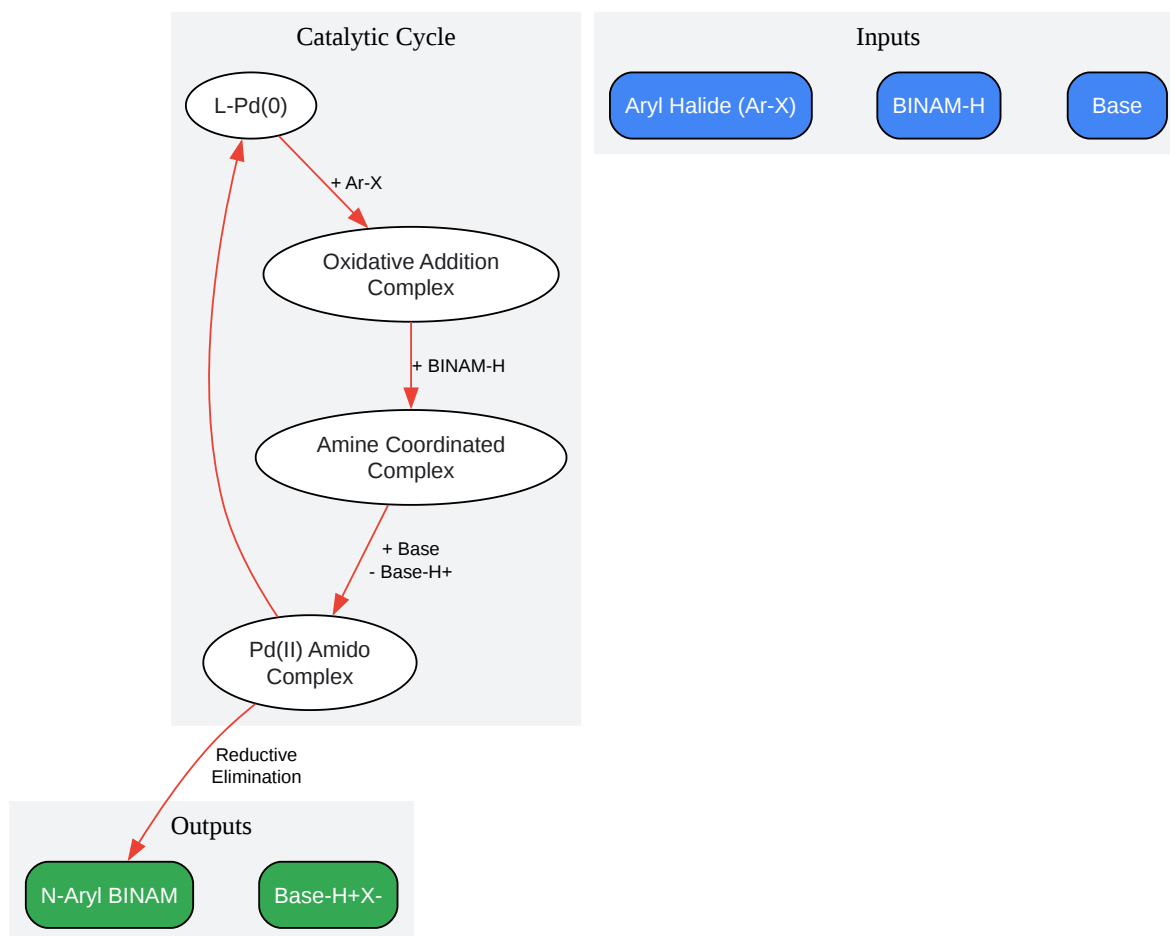 Catalytic Cycle
L-Pd(0)
+ Ar-X
Oxidative Addition
Complex
+ BINAM-H
Amine Coordinated
Complex
+ Base
- Base-H+
Pd(II) Amido
Complex
Reductive
Elimination
Inputs
Aryl Halide (Ar-X)
BINAM-H
Base
Outputs
N-Aryl BINAM
Base-H+X-